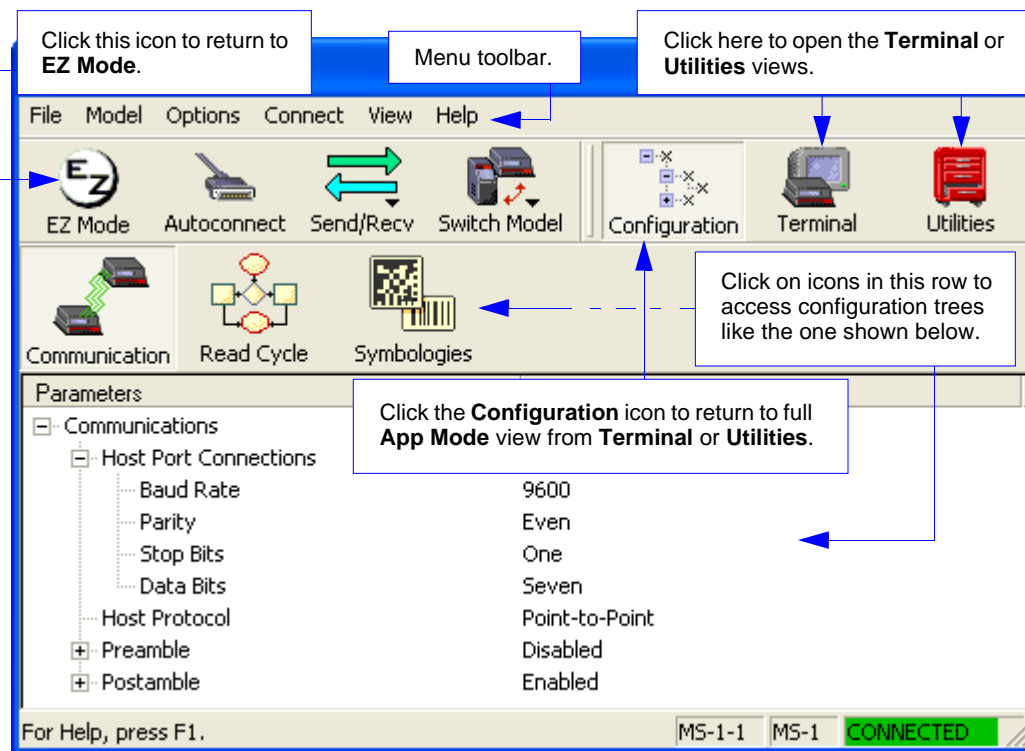 Click this icon to return to
EZ Mode.
Menu toolbar.
Click here to open the Terminal or
Utilities views.
File Model Options Connect View Help
EZ
EZ Mode Autoconnect Send/Recv Switch Model Configuration Terminal Utilities
Click on icons in this row to
access configuration trees
like the one shown below.
Communication Read Cycle Symbologies
Parameters
Click the Configuration icon to return to full
App Mode view from Terminal or Utilities.
Communications
Host Port Connections
Baud Rate 9600
Parity Even
Stop Bits One
Data Bits Seven
Host Protocol Point-to-Point
Preamble Disabled
Postamble Enabled
For Help, press F1. MS-1-1 MS-1 CONNECTED